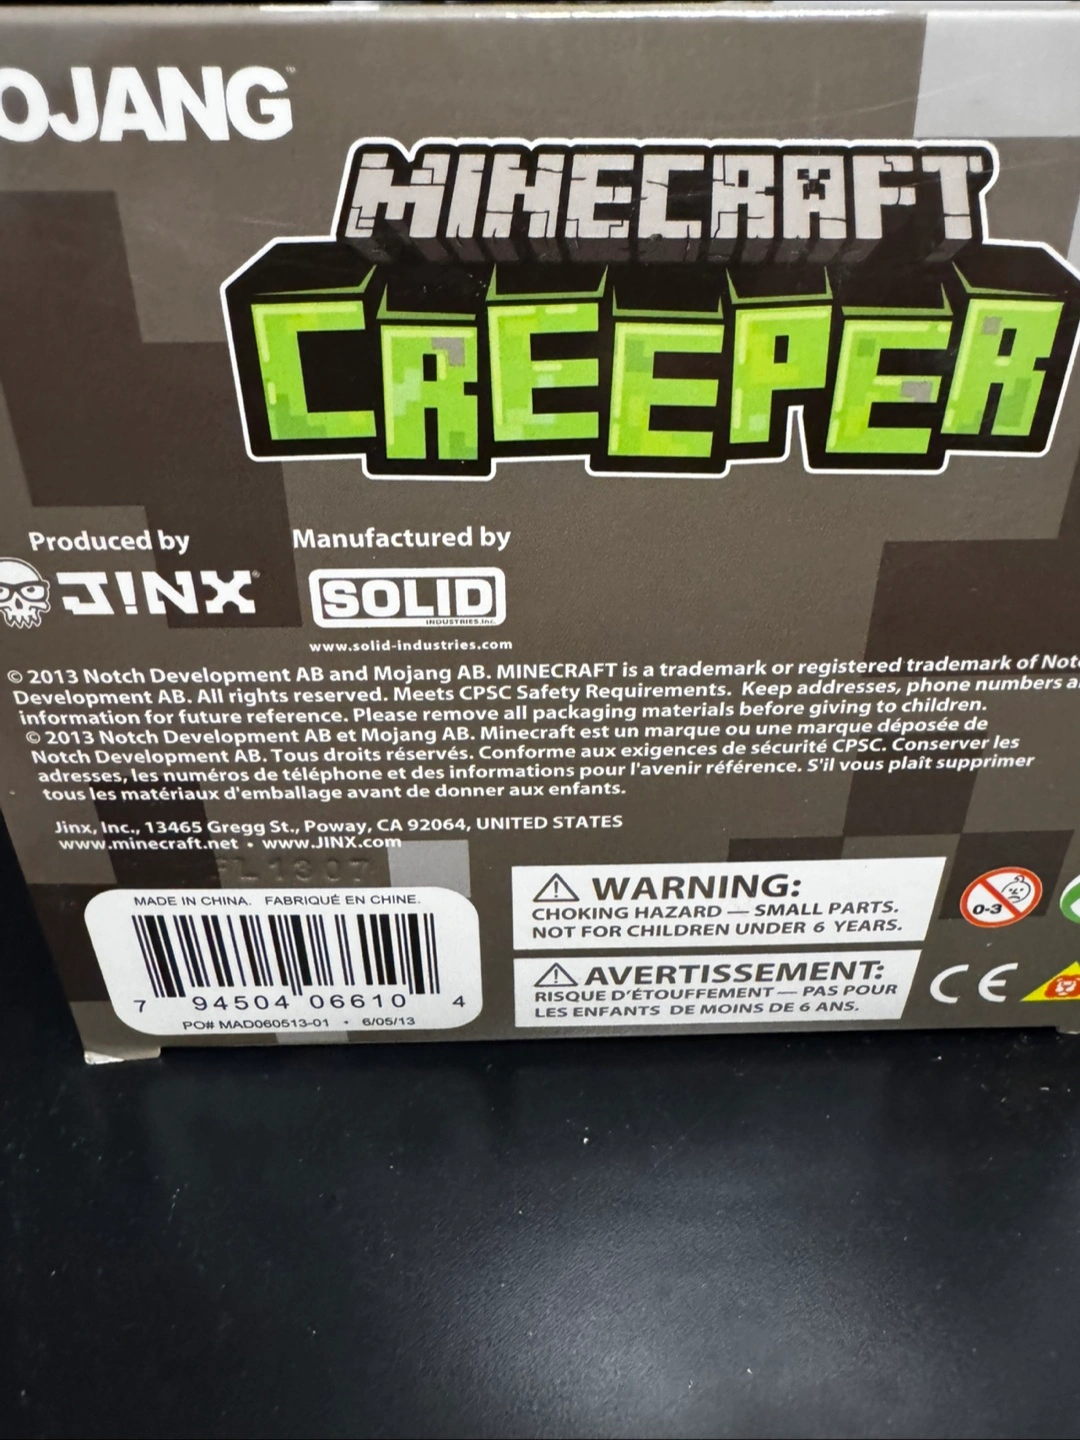 OJANG
MINECRAFT
CREEPER
Produced by
Manufactured by
J!NX
SOLID
INDUSTRIES.Inc.
www.solid-industries.com
© 2013 Notch Development AB and Mojang AB. MINECRAFT is a trademark or registered trademark of
Development AB. All rights reserved. Meets CPSC Safety Requirements. Keep addresses, phone numbers
information for future reference. Please remove all packaging materials before giving to children.
© 2013 Notch Development AB et Mojang AB. Minecraft est un marque ou une marque déposée de
Notch Development AB. Tous droits réservés. Conforme aux exigences de sécurité CPSC. Conserver les
adresses, les numéros de téléphone et des informations pour l'avenir référence. S'il vous plaît supprimer
tous les matériaux d'emballage avant de donner aux enfants.
Jinx, Inc., 13465 Gregg St., Poway, CA 92064, UNITED STATES
www.minecraft.net • www.JINX.com
FL1307
MADE IN CHINA. FABRIQUÉ EN CHINE.
7 94504 06610 4
PO# MAD060513-01 • 6/05/13
WARNING:
CHOKING HAZARD — SMALL PARTS.
NOT FOR CHILDREN UNDER 6 YEARS.
AVERTISSEMENT:
RISQUE D'ÉTOUFFEMENT — PAS POUR
LES ENFANTS DE MOINS DE 6 ANS.
0-3
CE